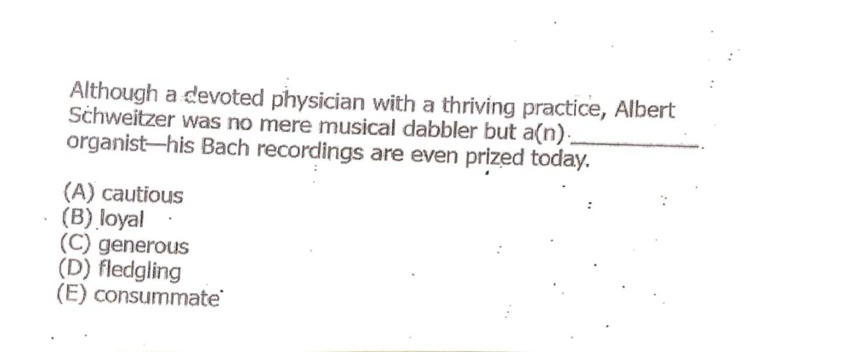 Although a devoted physician with a thriving practice, Albert
Schweitzer was no mere musical dabbler but a(n) ____________
organist—his Bach recordings are even prized today.
(A) cautious
(B) loyal
(C) generous
(D) fledgling
(E) consummate